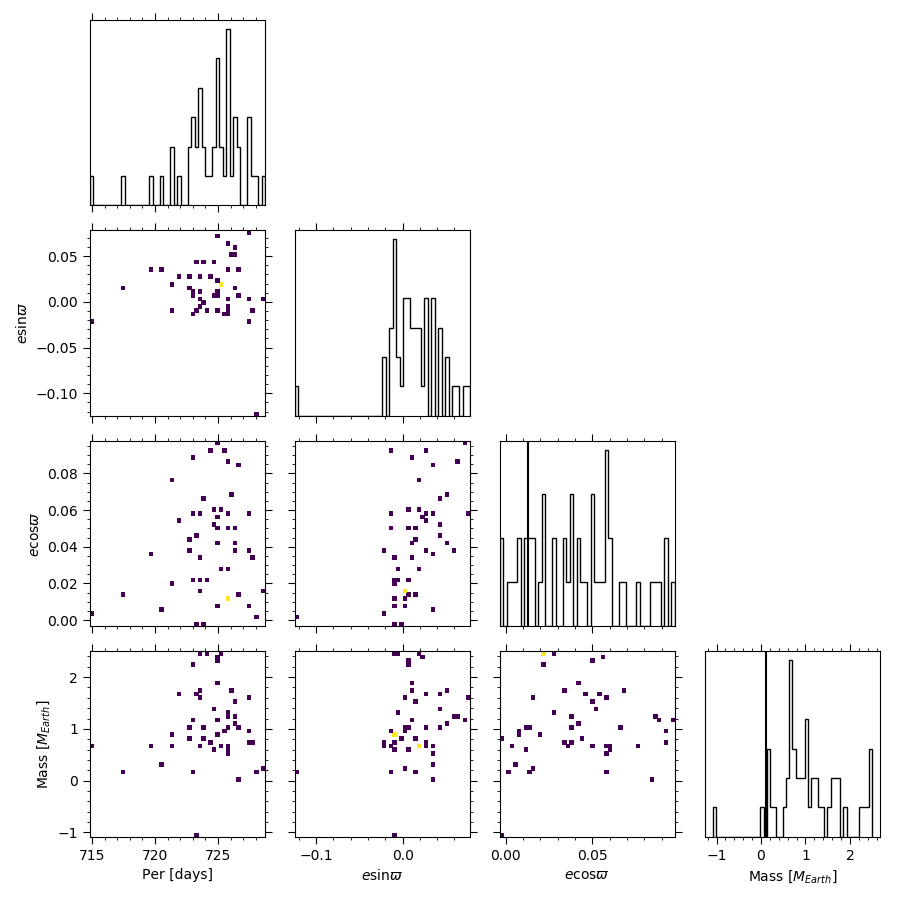 0.05
0.00
−0.05
−0.10
esinϖ
0.08
0.06
0.04
0.02
0.00
ecosϖ
2
1
0
−1
Mass [M_Earth]
715 720 725
Per [days]
−0.1 0.0
esinϖ
0.00 0.05
ecosϖ
−1 0 1 2
Mass [M_Earth]